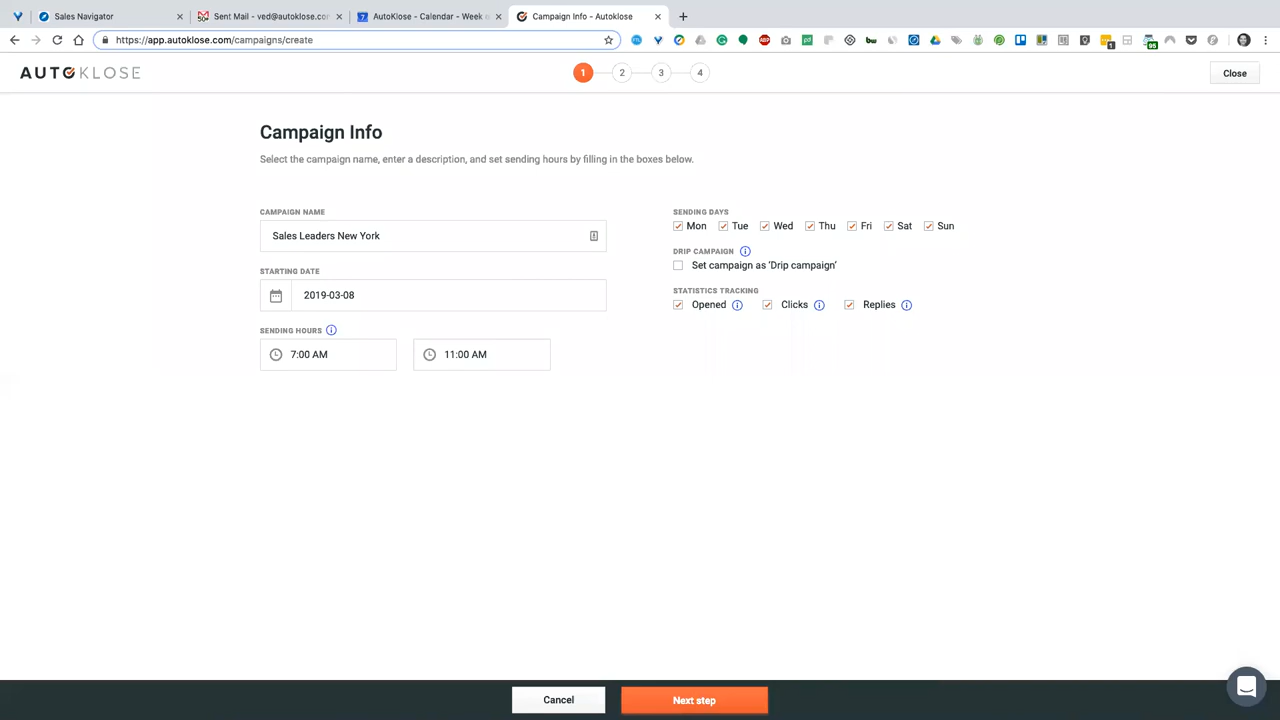 Sales Navigator
Sent Mail - ved@autoklose.com
AutoKlose - Calendar - Week o
Campaign Info - Autoklose
https://app.autoklose.com/campaigns/create
AUTOKLOSE
1 2 3 4
Close
Campaign Info
Select the campaign name, enter a description, and set sending hours by filling in the boxes below.
CAMPAIGN NAME
Sales Leaders New York
STARTING DATE
2019-03-08
SENDING HOURS
7:00 AM
11:00 AM
SENDING DAYS
Mon Tue Wed Thu Fri Sat Sun
DRIP CAMPAIGN
Set campaign as 'Drip campaign'
STATISTICS TRACKING
Opened Clicks Replies
Cancel
Next step